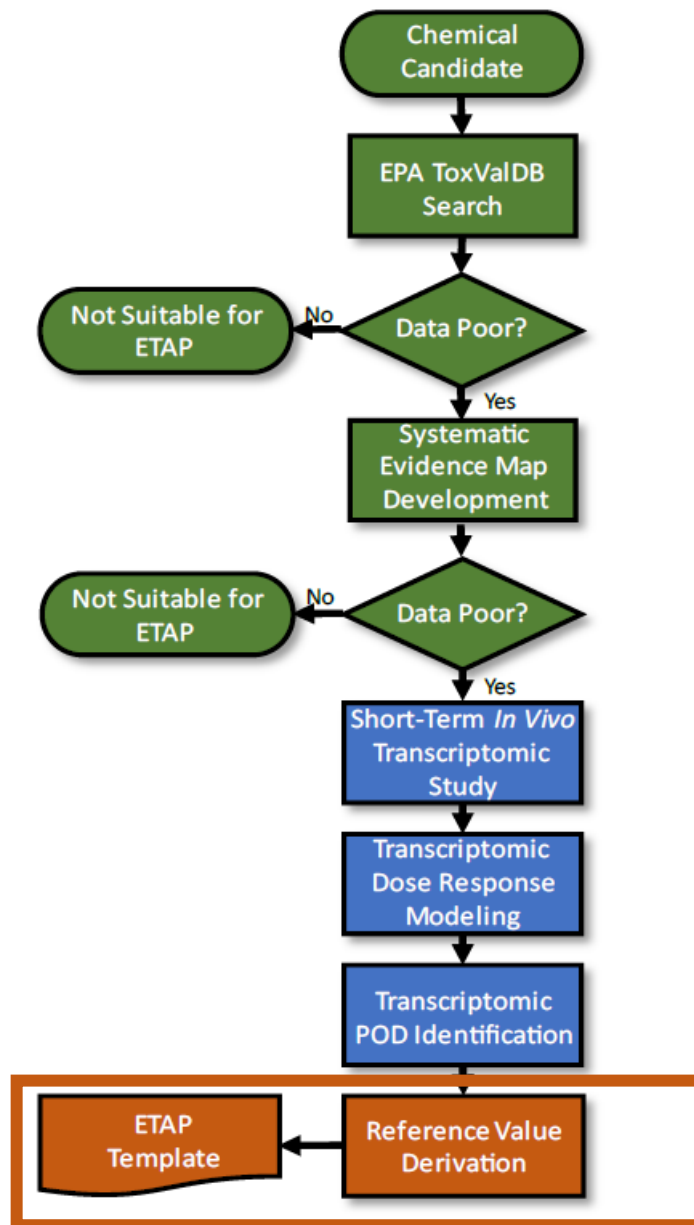 Chemical
Candidate
EPA ToxValDB
Search
Data Poor?
No
Not Suitable for
ETAP
Yes
Systematic
Evidence Map
Development
Data Poor?
No
Not Suitable for
ETAP
Yes
Short-Term In Vivo
Transcriptomic
Study
Transcriptomic
Dose Response
Modeling
Transcriptomic
POD Identification
Reference Value
Derivation
ETAP
Template